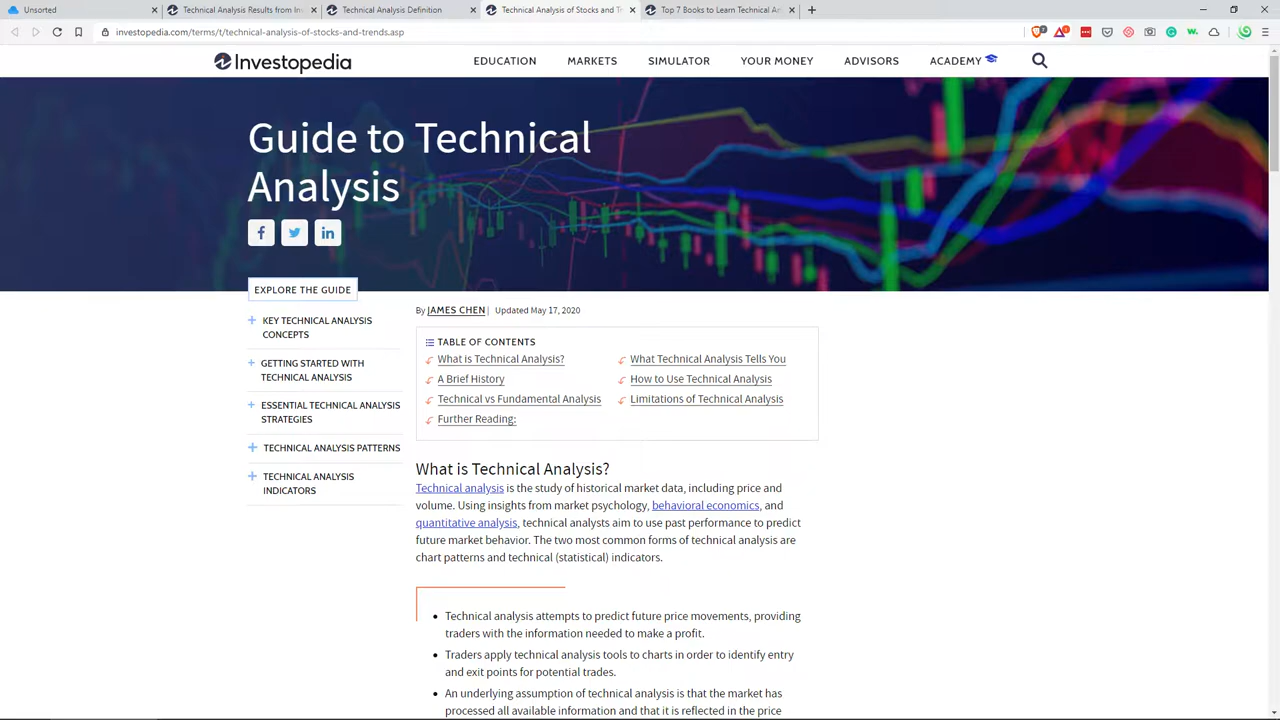 Unsorted
Technical Analysis Results from In
Technical Analysis Definition
Technical Analysis of Stocks and T
Top 7 Books to Learn Technical An
investopedia.com/terms/t/technical-analysis-of-stocks-and-trends.asp
Investopedia
EDUCATION
MARKETS
SIMULATOR
YOUR MONEY
ADVISORS
ACADEMY
Guide to Technical
Analysis
EXPLORE THE GUIDE
KEY TECHNICAL ANALYSIS
CONCEPTS
GETTING STARTED WITH
TECHNICAL ANALYSIS
ESSENTIAL TECHNICAL ANALYSIS
STRATEGIES
TECHNICAL ANALYSIS PATTERNS
TECHNICAL ANALYSIS
INDICATORS
By JAMES CHEN | Updated May 17, 2020
TABLE OF CONTENTS
What is Technical Analysis?
A Brief History
Technical vs Fundamental Analysis
Further Reading:
What Technical Analysis Tells You
How to Use Technical Analysis
Limitations of Technical Analysis
What is Technical Analysis?
Technical analysis is the study of historical market data, including price and
volume. Using insights from market psychology, behavioral economics, and
quantitative analysis, technical analysts aim to use past performance to predict
future market behavior. The two most common forms of technical analysis are
chart patterns and technical (statistical) indicators.
• Technical analysis attempts to predict future price movements, providing
traders with the information needed to make a profit.
• Traders apply technical analysis tools to charts in order to identify entry
and exit points for potential trades.
• An underlying assumption of technical analysis is that the market has
processed all available information and that it is reflected in the price